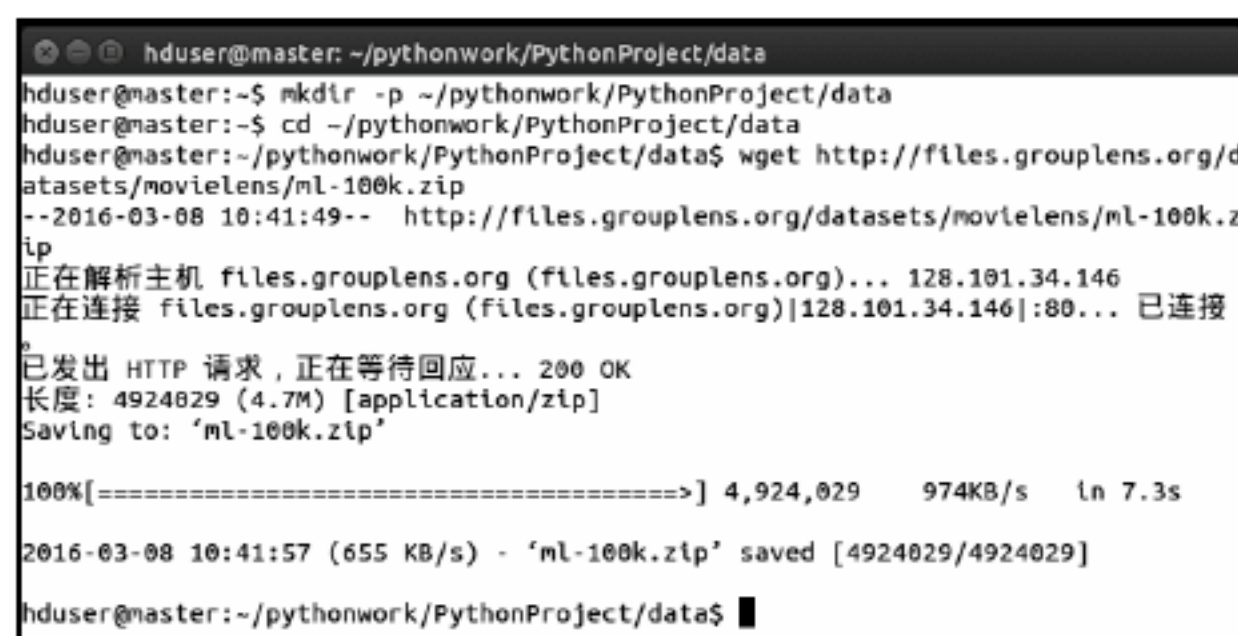 hduser@master: ~/pythonwork/PythonProject/data
hduser@master:~$ mkdir -p ~/pythonwork/PythonProject/data
hduser@master:~$ cd ~/pythonwork/PythonProject/data
hduser@master:~/pythonwork/PythonProject/data$ wget http://files.grouplens.org/d
atasets/movielens/ml-100k.zip
--2016-03-08 10:41:49--  http://files.grouplens.org/datasets/movielens/ml-100k.z
ip
正在解析主机 files.grouplens.org (files.grouplens.org)... 128.101.34.146
正在连接 files.grouplens.org (files.grouplens.org)|128.101.34.146|:80... 已连接
。
已发出 HTTP 请求，正在等待回应... 200 OK
长度: 4924029 (4.7M) [application/zip]
Saving to: ‘ml-100k.zip’
100%[======================================>] 4,924,029    974KB/s   in 7.3s
2016-03-08 10:41:57 (655 KB/s) - ‘ml-100k.zip’ saved [4924029/4924029]
hduser@master:~/pythonwork/PythonProject/data$